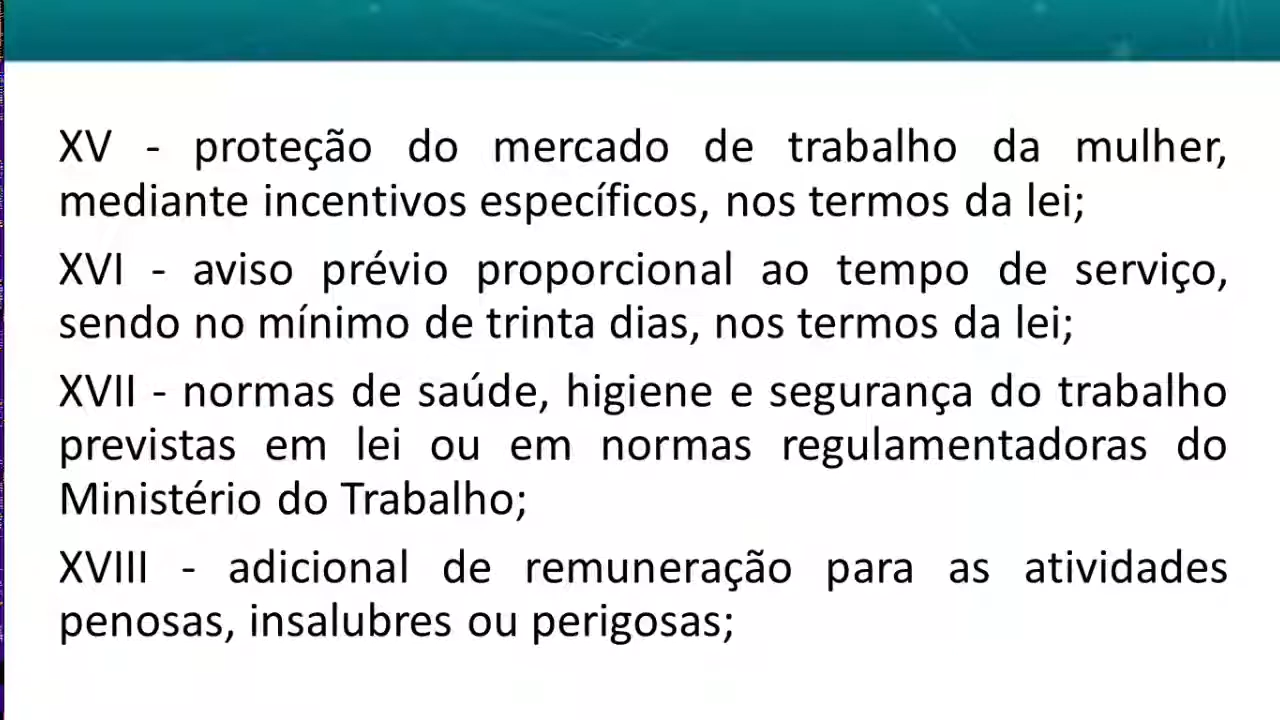 XV - proteção do mercado de trabalho da mulher,
mediante incentivos específicos, nos termos da lei;
XVI - aviso prévio proporcional ao tempo de serviço,
sendo no mínimo de trinta dias, nos termos da lei;
XVII - normas de saúde, higiene e segurança do trabalho
previstas em lei ou em normas regulamentadoras do
Ministério do Trabalho;
XVIII - adicional de remuneração para as atividades
penosas, insalubres ou perigosas;